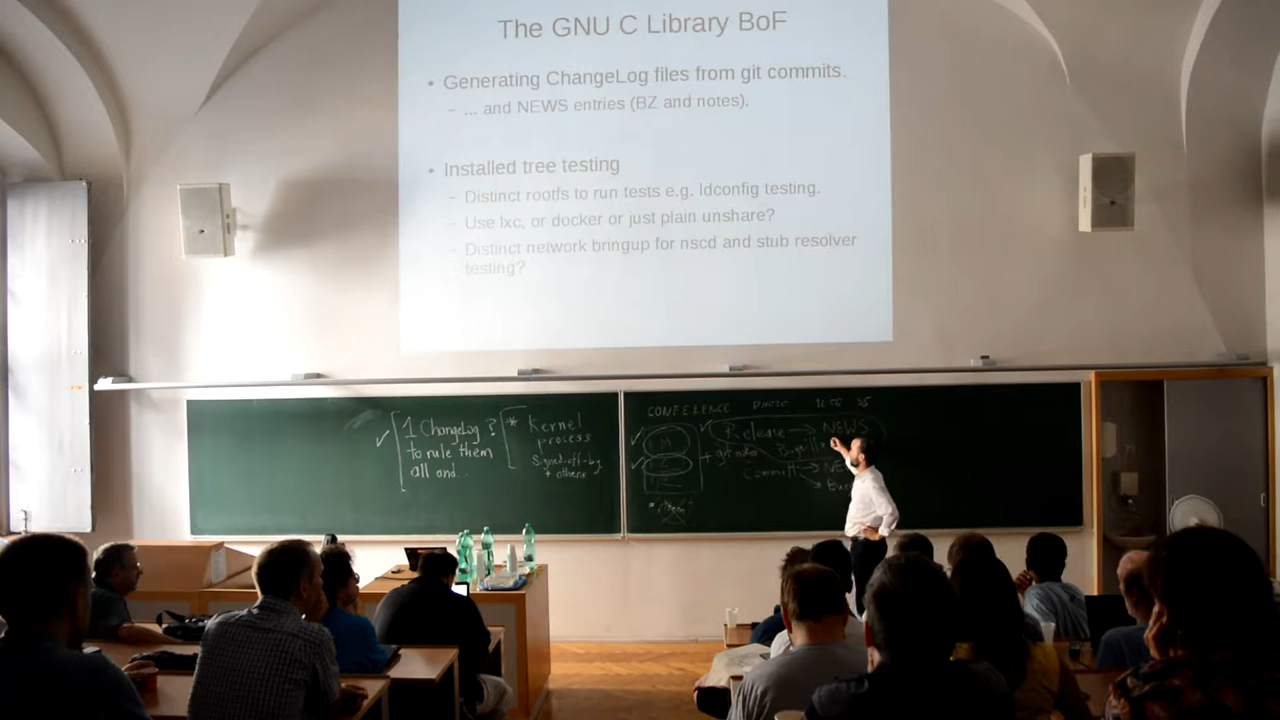 The GNU C Library BoF
• Generating ChangeLog files from git commits.
– ... and NEWS entries (BZ and notes).
• Installed tree testing
– Distinct rootfs to run tests e.g. ldconfig testing.
– Use lxc, or docker or just plain unshare?
– Distinct network bringup for nscd and stub resolver
testing?
1 ChangeLog ?
to rule them
all and..
* Kernel
process
Signed-off-by
+ others
CONFERENCE
Release → NEWS
+ git
Commit → NE